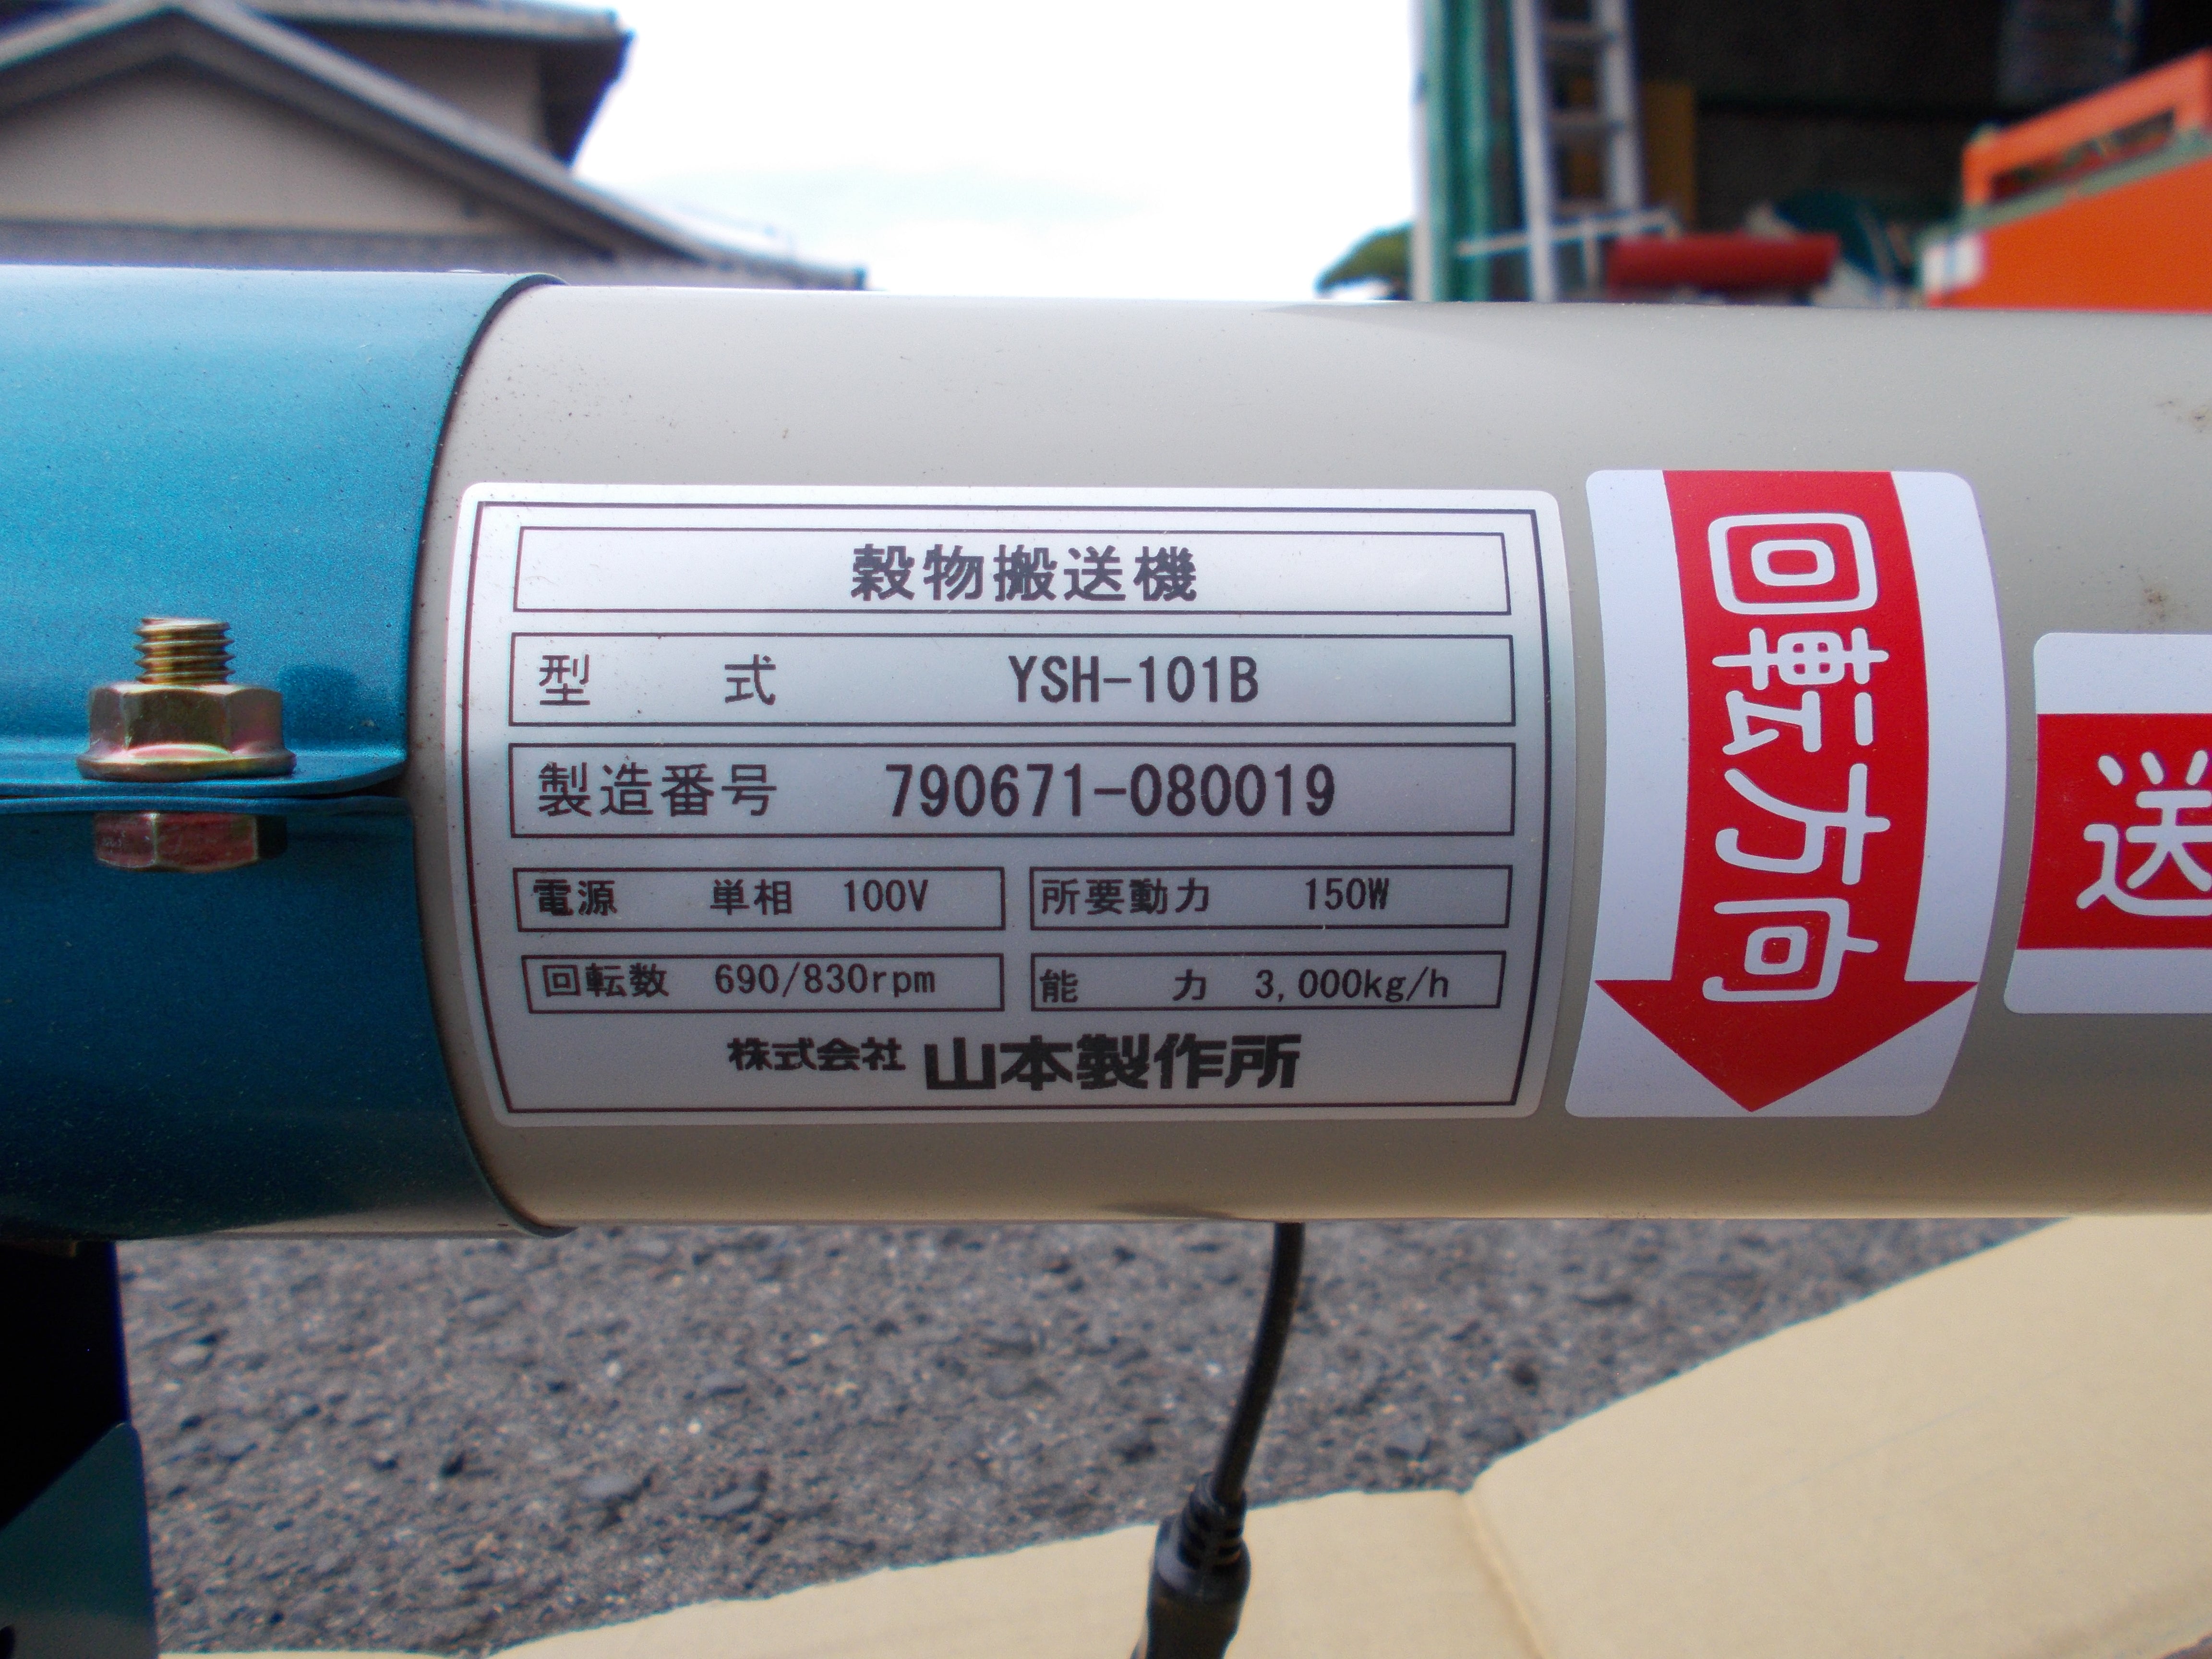 穀物搬送機
型 式 YSH-101B
製造番号 790671-080019
電源 単相 100V 所要動力 150W
回転数 690/830rpm 能 力 3,000kg/h
株式会社 山本製作所
回転方向
送